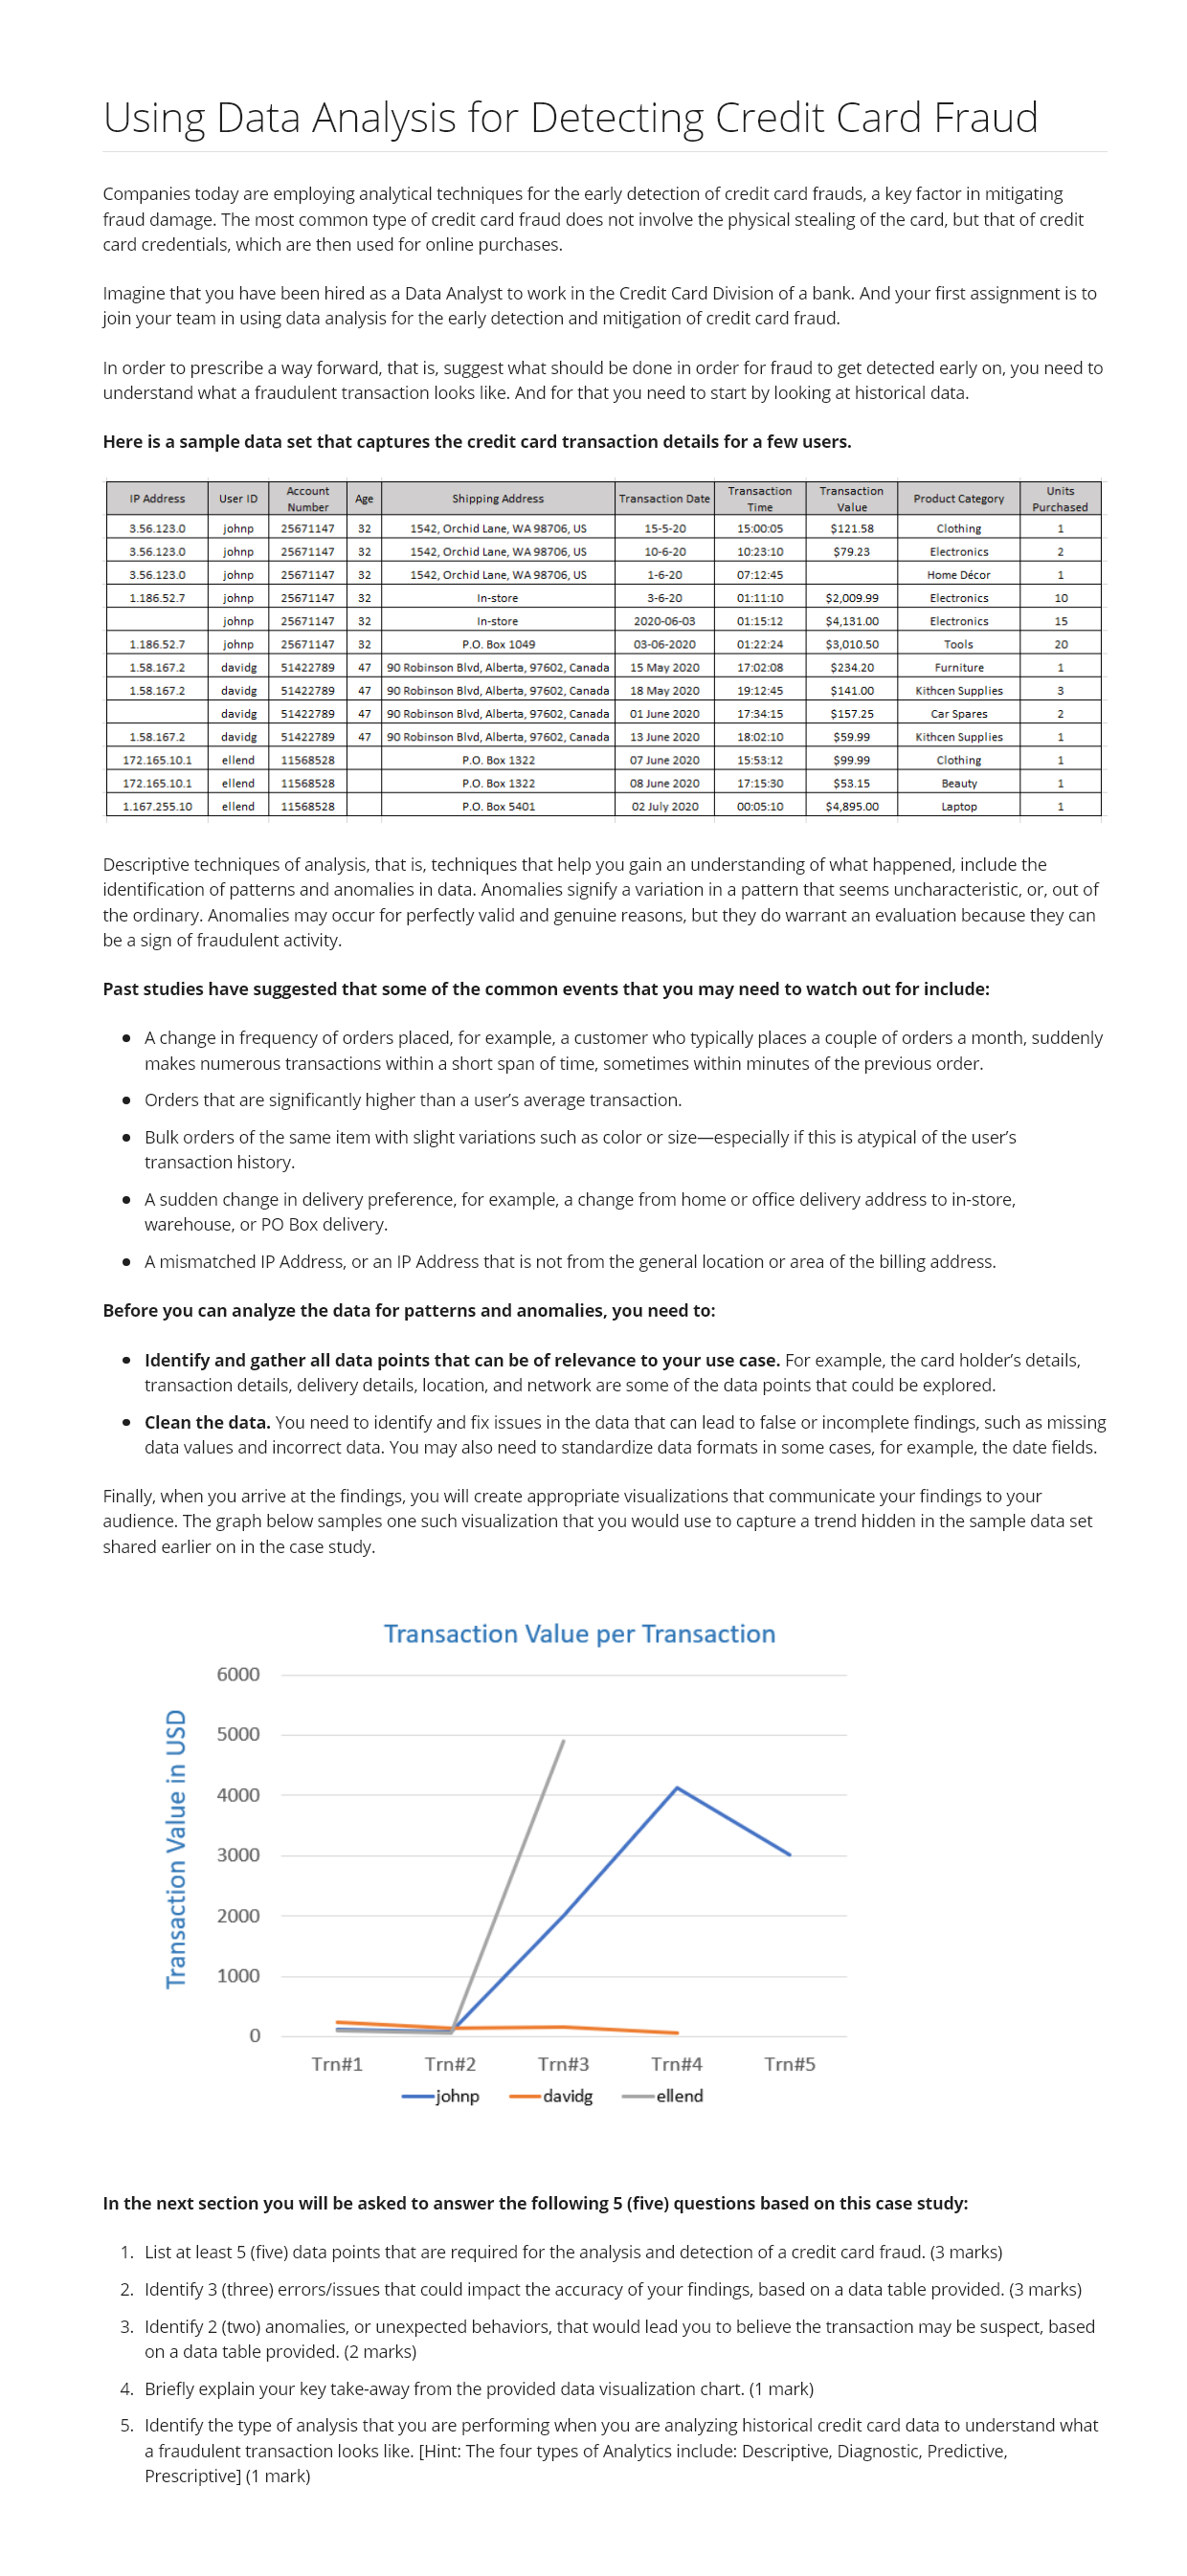 Using Data Analysis for Detecting Credit Card Fraud
Companies today are employing analytical techniques for the early detection of credit card frauds, a key factor in mitigating
fraud damage. The most common type of credit card fraud does not involve the physical stealing of the card, but that of credit
card credentials, which are then used for online purchases.
Imagine that you have been hired as a Data Analyst to work in the Credit Card Division of a bank. And your first assignment is to
join your team in using data analysis for the early detection and mitigation of credit card fraud.
In order to prescribe a way forward, that is, suggest what should be done in order for fraud to get detected early on, you need to
understand what a fraudulent transaction looks like. And for that you need to start by looking at historical data.
Here is a sample data set that captures the credit card transaction details for a few users.
IP Address User ID Account Number Age Shipping Address Transaction Date Transaction Time Transaction Value Product Category Units Purchased
3.56.123.0 johnp 25671147 32 1542, Orchid Lane, WA 98706, US 15-5-20 15:00:05 $121.58 Clothing 1
3.56.123.0 johnp 25671147 32 1542, Orchid Lane, WA 98706, US 10-6-20 10:23:10 $79.23 Electronics 2
3.56.123.0 johnp 25671147 32 1542, Orchid Lane, WA 98706, US 1-6-20 07:12:45 Home Décor 1
1.186.52.7 johnp 25671147 32 In-store 3-6-20 01:11:10 $2,009.99 Electronics 10
johnp 25671147 32 In-store 2020-06-03 01:15:12 $4,131.00 Electronics 15
1.186.52.7 johnp 25671147 32 P.O. Box 1049 03-06-2020 01:22:24 $3,010.50 Tools 20
1.58.167.2 davidg 51422789 47 90 Robinson Blvd, Alberta, 97602, Canada 15 May 2020 17:02:08 $234.20 Furniture 1
1.58.167.2 davidg 51422789 47 90 Robinson Blvd, Alberta, 97602, Canada 18 May 2020 19:12:45 $141.00 Kithcen Supplies 3
davidg 51422789 47 90 Robinson Blvd, Alberta, 97602, Canada 01 June 2020 17:34:15 $157.25 Car Spares 2
1.58.167.2 davidg 51422789 47 90 Robinson Blvd, Alberta, 97602, Canada 13 June 2020 18:02:10 $59.99 Kithcen Supplies 1
172.165.10.1 ellend 11568528 P.O. Box 1322 07 June 2020 15:53:12 $99.99 Clothing 1
172.165.10.1 ellend 11568528 P.O. Box 1322 08 June 2020 17:15:30 $53.15 Beauty 1
1.167.255.10 ellend 11568528 P.O. Box 5401 02 July 2020 00:05:10 $4,895.00 Laptop 1
Descriptive techniques of analysis, that is, techniques that help you gain an understanding of what happened, include the
identification of patterns and anomalies in data. Anomalies signify a variation in a pattern that seems uncharacteristic, or, out of
the ordinary. Anomalies may occur for perfectly valid and genuine reasons, but they do warrant an evaluation because they can
be a sign of fraudulent activity.
Past studies have suggested that some of the common events that you may need to watch out for include:
• A change in frequency of orders placed, for example, a customer who typically places a couple of orders a month, suddenly
makes numerous transactions within a short span of time, sometimes within minutes of the previous order.
• Orders that are significantly higher than a user's average transaction.
• Bulk orders of the same item with slight variations such as color or size—especially if this is atypical of the user's
transaction history.
• A sudden change in delivery preference, for example, a change from home or office delivery address to in-store,
warehouse, or PO Box delivery.
• A mismatched IP Address, or an IP Address that is not from the general location or area of the billing address.
Before you can analyze the data for patterns and anomalies, you need to:
• Identify and gather all data points that can be of relevance to your use case. For example, the card holder's details,
transaction details, delivery details, location, and network are some of the data points that could be explored.
• Clean the data. You need to identify and fix issues in the data that can lead to false or incomplete findings, such as missing
data values and incorrect data. You may also need to standardize data formats in some cases, for example, the date fields.
Finally, when you arrive at the findings, you will create appropriate visualizations that communicate your findings to your
audience. The graph below samples one such visualization that you would use to capture a trend hidden in the sample data set
shared earlier on in the case study.
Transaction Value per Transaction
Transaction Value in USD
6000
5000
4000
3000
2000
1000
0
Trn#1 Trn#2 Trn#3 Trn#4 Trn#5
johnp davidg ellend
In the next section you will be asked to answer the following 5 (five) questions based on this case study:
1. List at least 5 (five) data points that are required for the analysis and detection of a credit card fraud. (3 marks)
2. Identify 3 (three) errors/issues that could impact the accuracy of your findings, based on a data table provided. (3 marks)
3. Identify 2 (two) anomalies, or unexpected behaviors, that would lead you to believe the transaction may be suspect, based
on a data table provided. (2 marks)
4. Briefly explain your key take-away from the provided data visualization chart. (1 mark)
5. Identify the type of analysis that you are performing when you are analyzing historical credit card data to understand what
a fraudulent transaction looks like. [Hint: The four types of Analytics include: Descriptive, Diagnostic, Predictive,
Prescriptive] (1 mark)